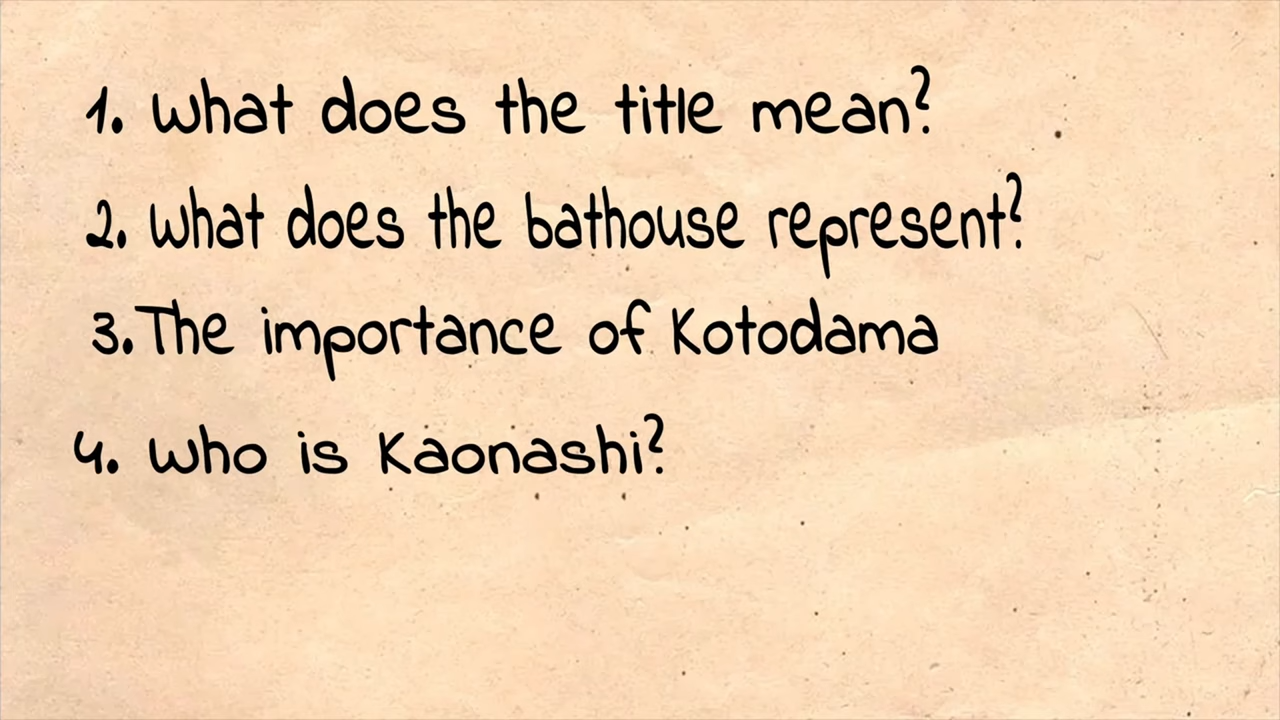 1. What does the title mean?
2. What does the bathouse represent?
3.The importance of Kotodama
4. Who is Kaonashi?